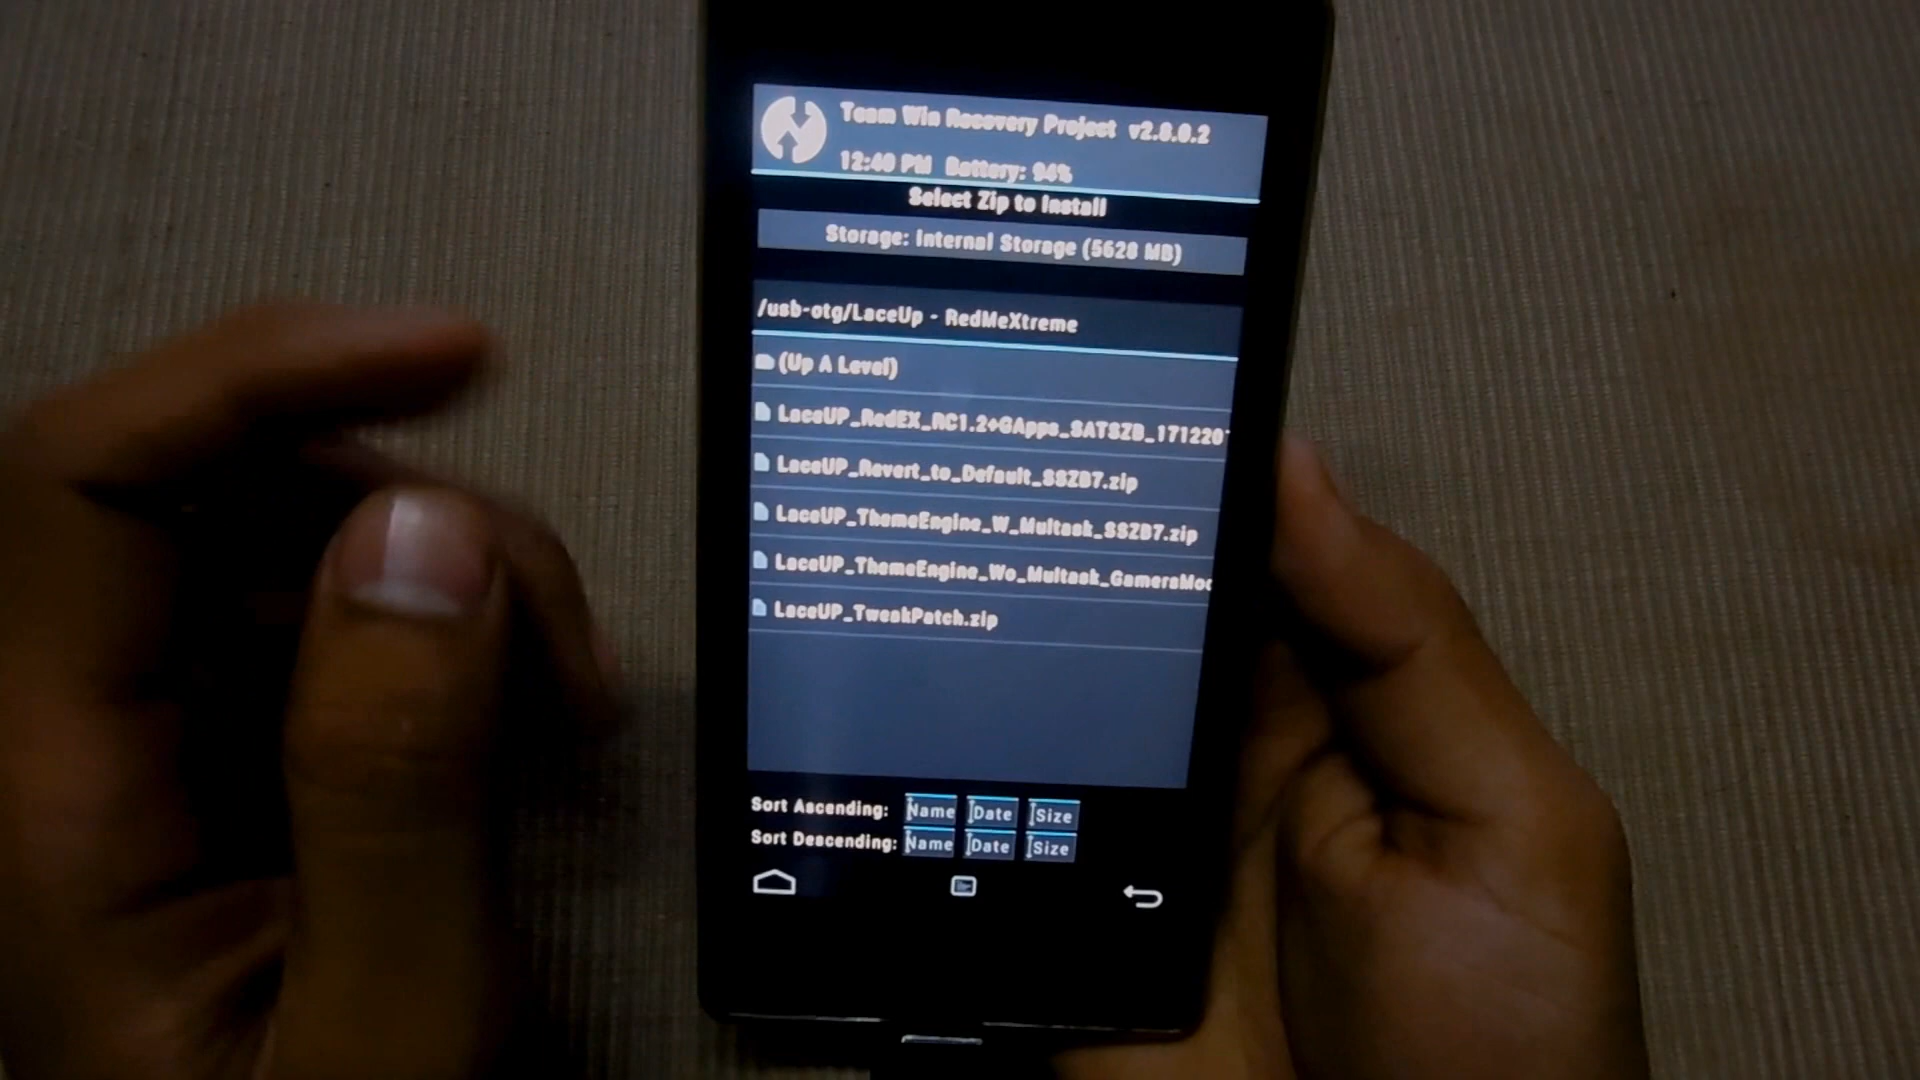 Team Win Recovery Project v2.8.0.2
12:40 PM Battery: 94%
Select Zip to Install
Storage: Internal Storage (5628 MB)
/usb-otg/LaceUp - RedMeXtreme
(Up A Level)
LaceUP_RedEX_RC1.2+GApps_SATSZB_171220
LaceUP_Revert_to_Default_SSZB7.zip
LaceUP_ThemeEngine_W_Multask_SSZB7.zip
LaceUP_ThemeEngine_Wo_Multask_GamersMod
LaceUP_TweakPatch.zip
Sort Ascending: Name Date Size
Sort Descending: Name Date Size